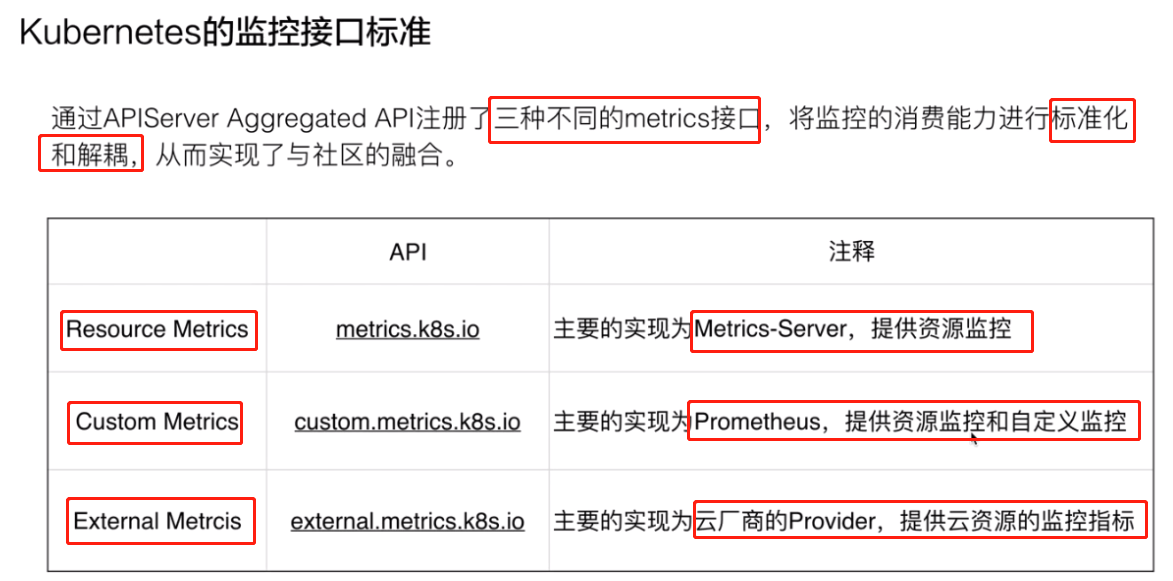 Kubernetes的监控接口标准
通过APIServer Aggregated API注册了三种不同的metrics接口，将监控的消费能力进行标准化
和解耦，从而实现了与社区的融合。
API 注释
Resource Metrics metrics.k8s.io 主要的实现为Metrics-Server，提供资源监控
Custom Metrics custom.metrics.k8s.io 主要的实现为Prometheus，提供资源监控和自定义监控
External Metrcis external.metrics.k8s.io 主要的实现为云厂商的Provider，提供云资源的监控指标